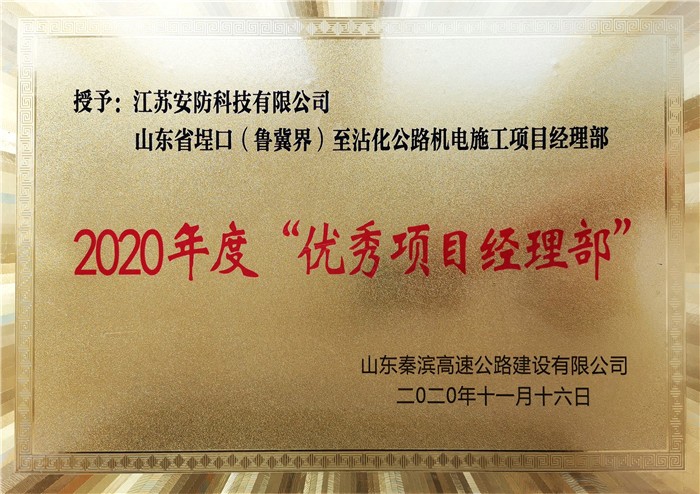 授予：江苏安防科技有限公司
山东省埕口（鲁冀界）至沾化公路机电施工项目经理部
2020年度“优秀项目经理部”
山东秦滨高速公路建设有限公司
二〇二〇年十一月十六日